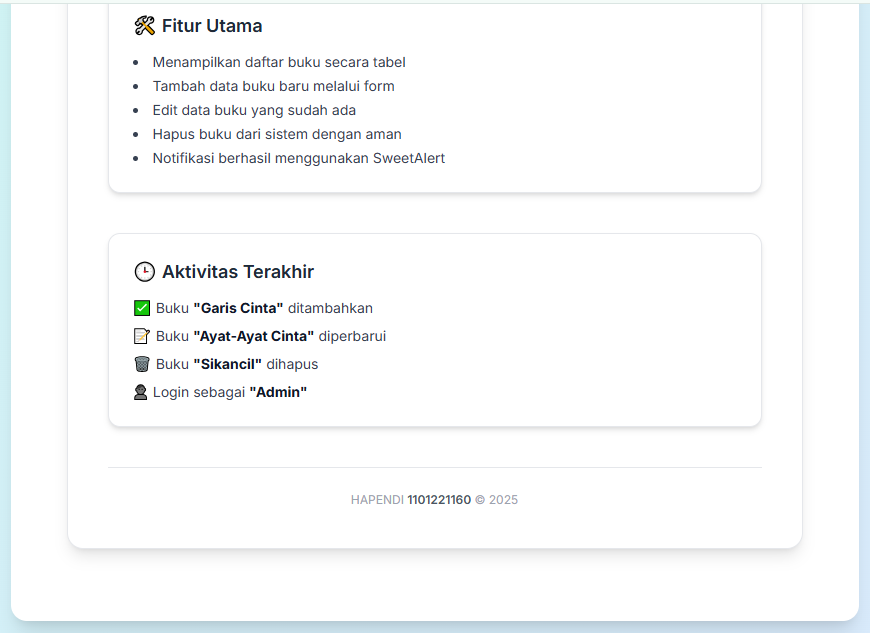 🛠️ Fitur Utama
• Menampilkan daftar buku secara tabel
• Tambah data buku baru melalui form
• Edit data buku yang sudah ada
• Hapus buku dari sistem dengan aman
• Notifikasi berhasil menggunakan SweetAlert
🕒 Aktivitas Terakhir
✅ Buku "Garis Cinta" ditambahkan
📝 Buku "Ayat-Ayat Cinta" diperbarui
🗑️ Buku "Sikancil" dihapus
👤 Login sebagai "Admin"
HAPENDI 1101221160 © 2025